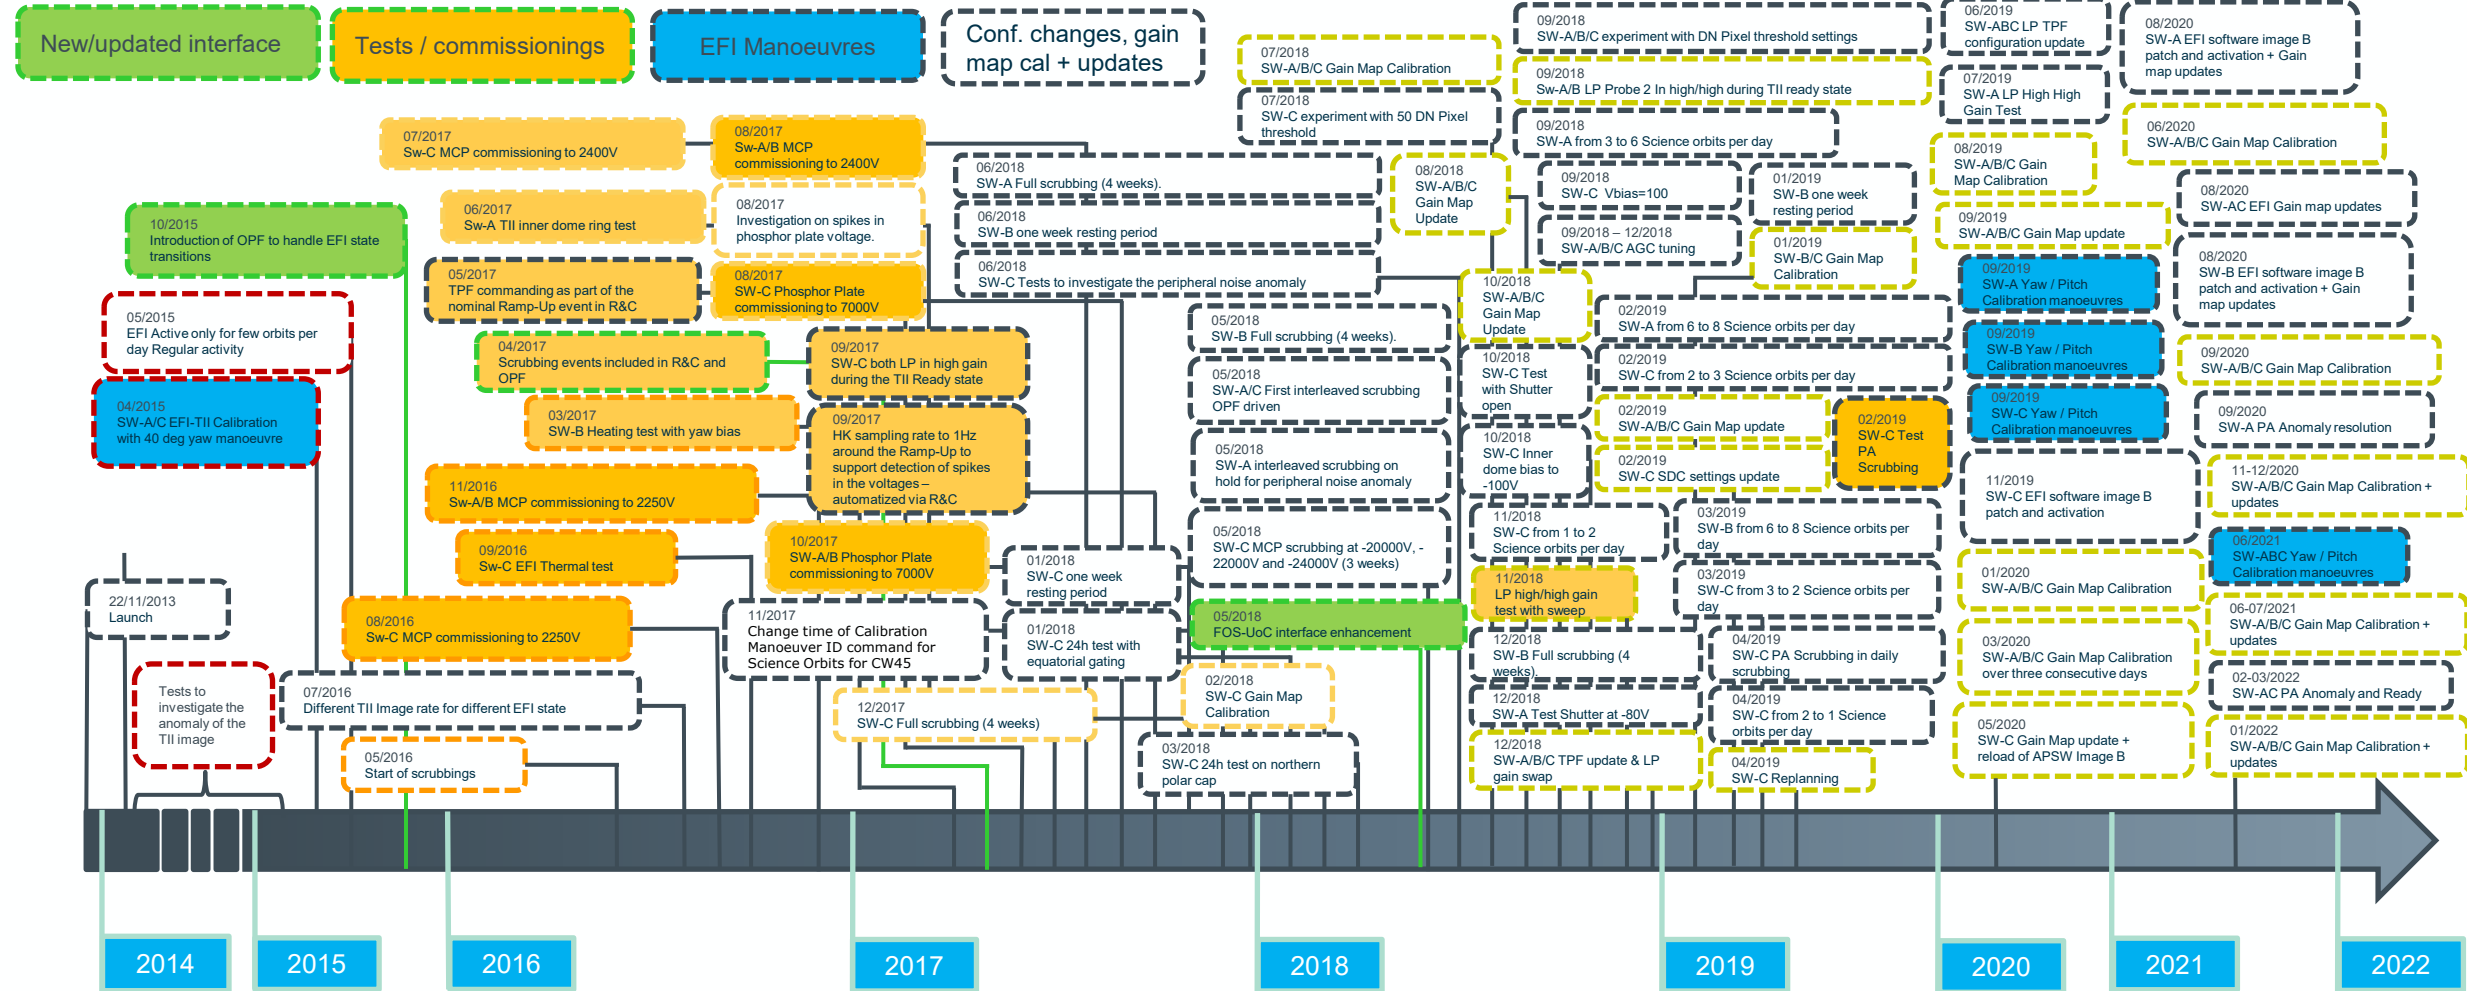 New/updated interface
Tests / commissionings
EFI Manoeuvres
Conf. changes, gain
map cal + updates
10/2015
Introduction of OPF to handle EFI state
transitions
05/2015
EFI Active only for few orbits per
day Regular activity
04/2015
SW-A/C EFI-TII Calibration
with 40 deg yaw manoeuvre
22/11/2013
Launch
Tests to
investigate the
anomaly of the
TII image
07/2017
Sw-C MCP commissioning to 2400V
06/2017
Sw-A TII inner dome ring test
05/2017
TPF commanding as part of the
nominal Ramp-Up event in R&C
04/2017
Scrubbing events included in R&C and
OPF
03/2017
SW-B Heating test with yaw bias
11/2016
Sw-A/B MCP commissioning to 2250V
09/2016
Sw-C EFI Thermal test
08/2016
Sw-C MCP commissioning to 2250V
07/2016
Different TII Image rate for different EFI state
05/2016
Start of scrubbings
08/2017
Sw-A/B MCP
commissioning to 2400V
08/2017
Investigation on spikes in
phosphor plate voltage.
08/2017
SW-C Phosphor Plate
commissioning to 7000V
09/2017
SW-C both LP in high gain
during the TII Ready state
09/2017
HK sampling rate to 1Hz
around the Ramp-Up to
support detection of spikes
in the voltages –
automatized via R&C
10/2017
SW-A/B Phosphor Plate
commissioning to 7000V
11/2017
Change time of Calibration
Manoeuver ID command for
Science Orbits for CW45
12/2017
SW-C Full scrubbing (4 weeks)
01/2018
SW-C one week
resting period
01/2018
SW-C 24h test with
equatorial gating
02/2018
SW-C Gain Map
Calibration
03/2018
SW-C 24h test on northern
polar cap
06/2018
SW-A Full scrubbing (4 weeks).
06/2018
SW-B one week resting period
06/2018
SW-C Tests to investigate the peripheral noise anomaly
05/2018
SW-B Full scrubbing (4 weeks).
05/2018
SW-A/C First interleaved scrubbing
OPF driven
05/2018
SW-A interleaved scrubbing on
hold for peripheral noise anomaly
05/2018
SW-C MCP scrubbing at -20000V, -
22000V and -24000V (3 weeks)
05/2018
FOS-UoC interface enhancement
07/2018
SW-A/B/C Gain Map Calibration
07/2018
SW-C experiment with 50 DN Pixel
threshold
08/2018
SW-A/B/C
Gain Map
Update
09/2018
SW-A/B/C experiment with DN Pixel threshold settings
09/2018
Sw-A/B LP Probe 2 In high/high during TII ready state
09/2018
SW-A from 3 to 6 Science orbits per day
09/2018
SW-C Vbias=100
09/2018 – 12/2018
SW-A/B/C AGC tuning
10/2018
SW-A/B/C
Gain Map
Update
10/2018
SW-C Test
with Shutter
open
10/2018
SW-C Inner
dome bias to
-100V
11/2018
SW-C from 1 to 2
Science orbits per day
11/2018
LP high/high gain
test with sweep
12/2018
SW-B Full scrubbing (4
weeks).
12/2018
SW-A Test Shutter at -80V
12/2018
SW-A/B/C TPF update & LP
gain swap
01/2019
SW-B one week
resting period
01/2019
SW-B/C Gain Map
Calibration
02/2019
SW-A from 6 to 8 Science orbits per day
02/2019
SW-C from 2 to 3 Science orbits per day
02/2019
SW-A/B/C Gain Map update
02/2019
SW-C SDC settings update
02/2019
SW-C Test
PA
Scrubbing
03/2019
SW-B from 6 to 8 Science orbits per
day
03/2019
SW-C from 3 to 2 Science orbits per
day
04/2019
SW-C PA Scrubbing in daily
scrubbing
04/2019
SW-C from 2 to 1 Science
orbits per day
04/2019
SW-C Replanning
06/2019
SW-ABC LP TPF
configuration update
07/2019
SW-A LP High High
Gain Test
08/2019
SW-A/B/C Gain
Map Calibration
09/2019
SW-A/B/C Gain Map update
09/2019
SW-A Yaw / Pitch
Calibration manoeuvres
09/2019
SW-B Yaw / Pitch
Calibration manoeuvres
09/2019
SW-C Yaw / Pitch
Calibration manoeuvres
11/2019
SW-C EFI software image B
patch and activation
01/2020
SW-A/B/C Gain Map Calibration
03/2020
SW-A/B/C Gain Map Calibration
over three consecutive days
05/2020
SW-C Gain Map update +
reload of APSW Image B
08/2020
SW-A EFI software image B
patch and activation + Gain
map updates
06/2020
SW-A/B/C Gain Map Calibration
08/2020
SW-AC EFI Gain map updates
08/2020
SW-B EFI software image B
patch and activation + Gain
map updates
09/2020
SW-A/B/C Gain Map Calibration
09/2020
SW-A PA Anomaly resolution
11-12/2020
SW-A/B/C Gain Map Calibration +
updates
06/2021
SW-ABC Yaw / Pitch
Calibration manoeuvres
06-07/2021
SW-A/B/C Gain Map Calibration +
updates
02-03/2022
SW-AC PA Anomaly and Ready
01/2022
SW-A/B/C Gain Map Calibration +
updates
2014
2015
2016
2017
2018
2019
2020
2021
2022